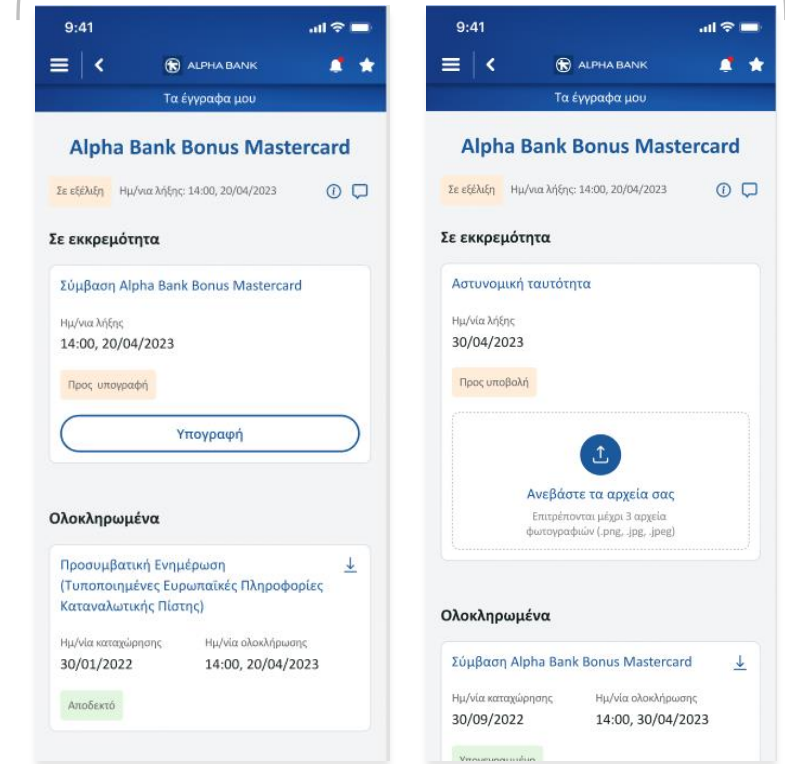 9:41
ALPHA BANK
Τα έγγραφα μου
Alpha Bank Bonus Mastercard
Σε εξέλιξη Ημ/νια λήξης: 14:00, 20/04/2023
Σε εκκρεμότητα
Σύμβαση Alpha Bank Bonus Mastercard
Ημ/νια λήξης
14:00, 20/04/2023
Προς υπογραφή
Υπογραφή
Ολοκληρωμένα
Προσυμβατική Ενημέρωση
(Τυποποιημένες Ευρωπαϊκές Πληροφορίες
Καταναλωτικής Πίστης)
Ημ/νία καταχώρησης Ημ/νία ολοκλήρωσης
30/01/2022 14:00, 20/04/2023
Αποδεκτό
9:41
ALPHA BANK
Τα έγγραφα μου
Alpha Bank Bonus Mastercard
Σε εξέλιξη Ημ/νια λήξης: 14:00, 20/04/2023
Σε εκκρεμότητα
Αστυνομική ταυτότητα
Ημ/νία λήξης
30/04/2023
Προς υποβολή
Ανεβάστε τα αρχεία σας
Επιτρέπονται μέχρι 3 αρχεία
φωτογραφιών (.png, .jpg, .jpeg)
Ολοκληρωμένα
Σύμβαση Alpha Bank Bonus Mastercard
Ημ/νία καταχώρησης Ημ/νία ολοκλήρωσης
30/09/2022 14:00, 30/04/2023